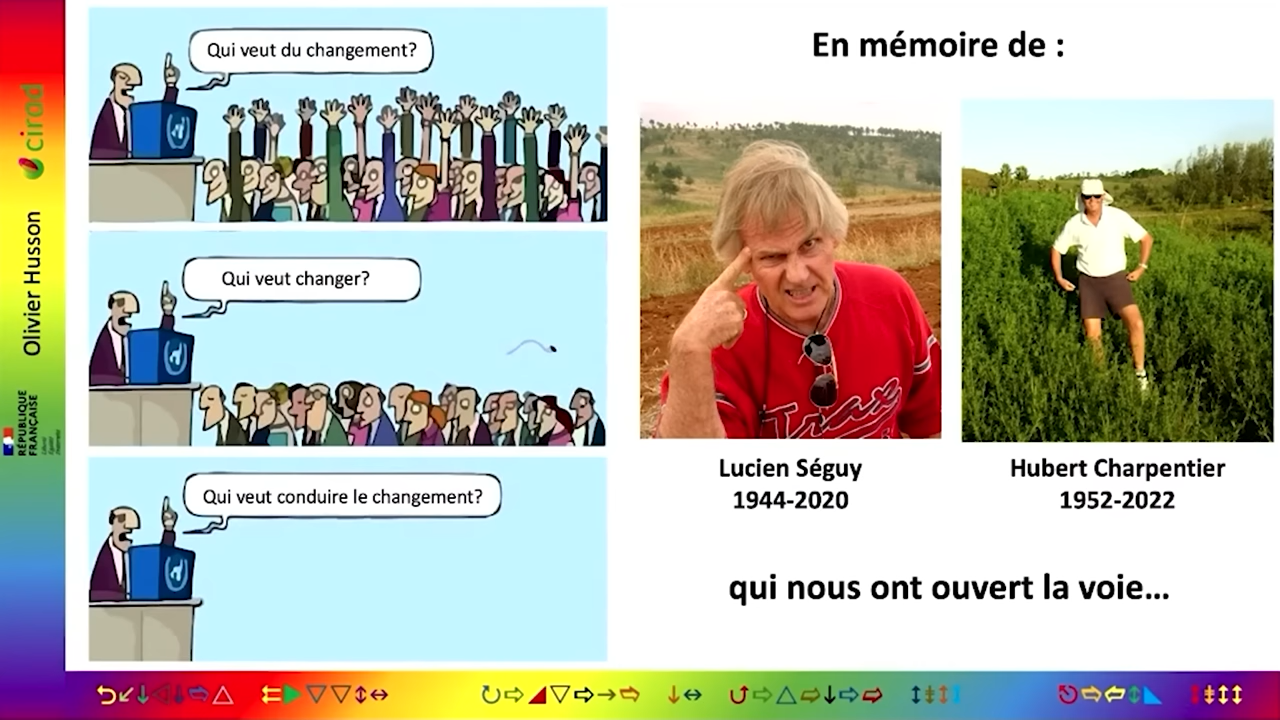 Qui veut du changement?
Qui veut changer?
Qui veut conduire le changement?
En mémoire de :
Trax
Lucien Séguy
1944-2020
Hubert Charpentier
1952-2022
qui nous ont ouvert la voie...
cirad
Olivier Husson
RÉPUBLIQUE
FRANÇAISE